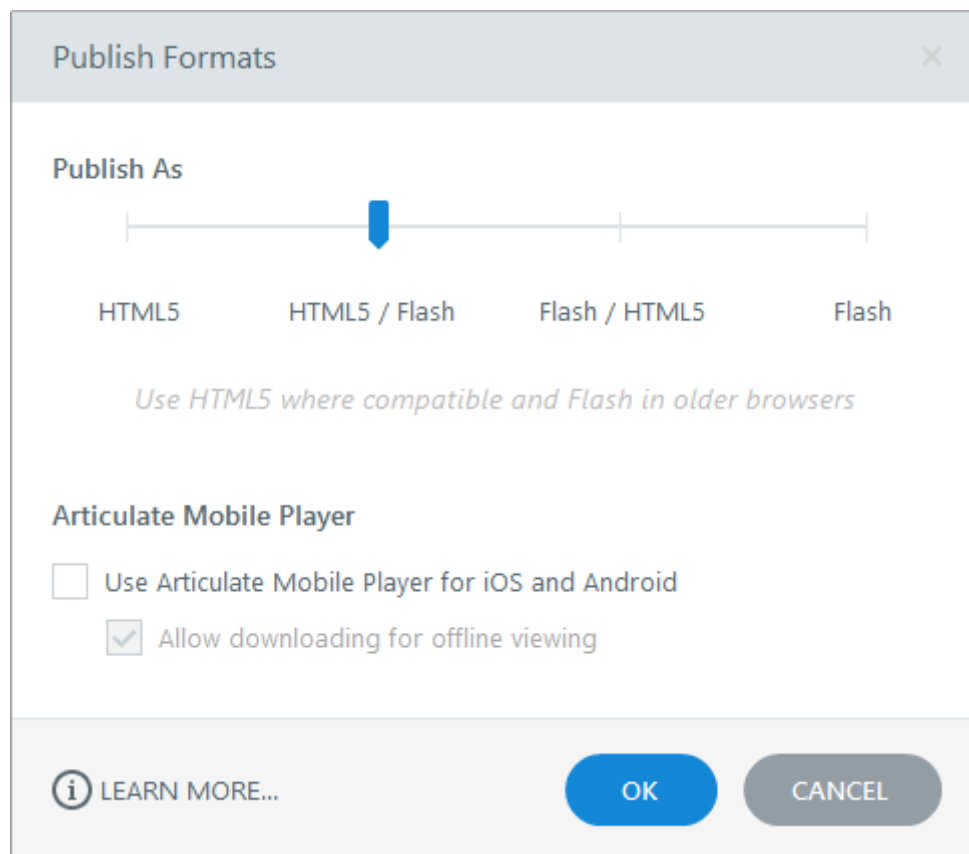 Publish Formats
Publish As
HTML5 HTML5 / Flash Flash / HTML5 Flash
Use HTML5 where compatible and Flash in older browsers
Articulate Mobile Player
Use Articulate Mobile Player for iOS and Android
Allow downloading for offline viewing
LEARN MORE... OK CANCEL